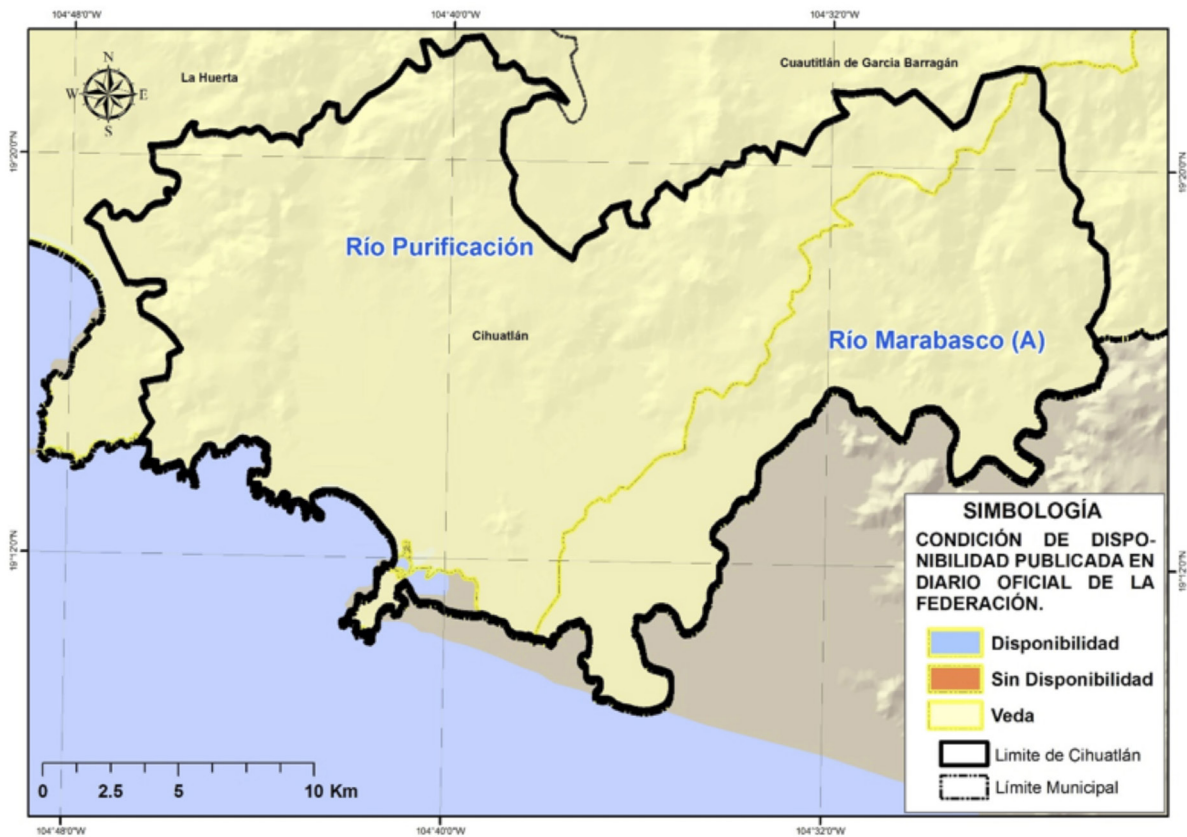 104°48'0"W
104°40'0"W
104°32'0"W
N
W
E
S
La Huerta
Cuautitlán de Garcia Barragán
19°20'0"N
19°20'0"N
Río Purificación
Cihuatlán
Río Marabasco (A)
19°12'0"N
19°12'0"N
SIMBOLOGÍA
CONDICIÓN DE DISPO-
NIBILIDAD PUBLICADA EN
DIARIO OFICIAL DE LA
FEDERACIÓN.
Disponibilidad
Sin Disponibilidad
Veda
Limite de Cihuatlán
Límite Municipal
0 2.5 5 10 Km
104°48'0"W
104°40'0"W
104°32'0"W